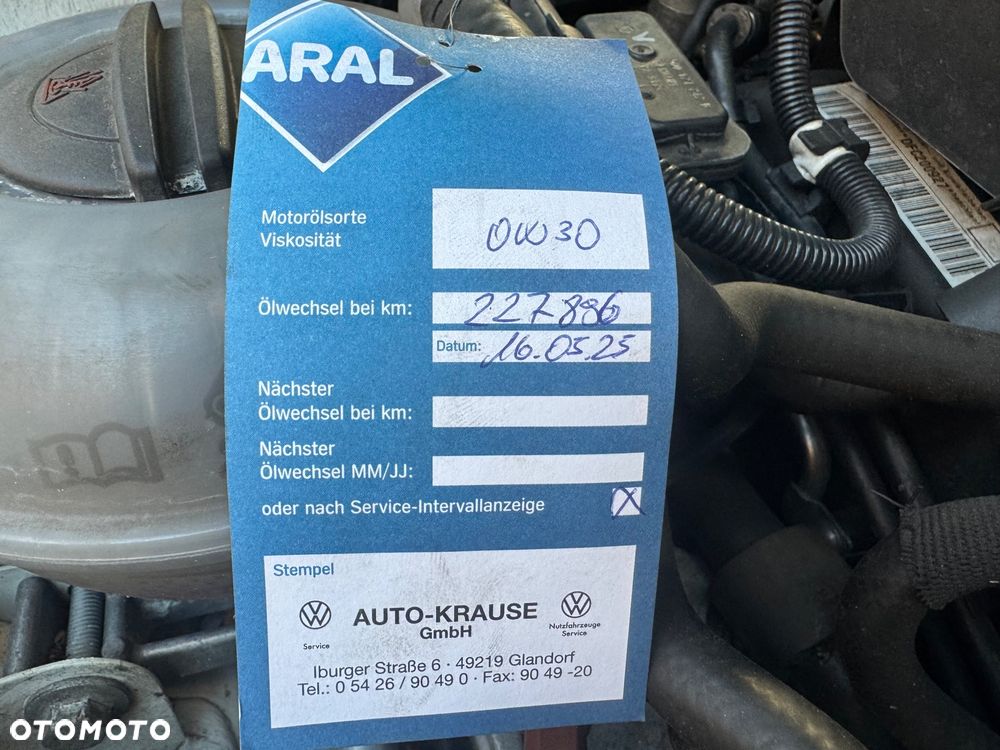 ARAL
Motorölsorte
Viskosität
0W30
Ölwechsel bei km:
227886
Datum: 16.05.25
Nächster
Ölwechsel bei km:
Nächster
Ölwechsel MM/JJ:
oder nach Service-Intervallanzeige X
Stempel
AUTO-KRAUSE
GmbH
Service
Nutzfahrzeuge
Service
Iburger Straße 6 · 49219 Glandorf
Tel.: 0 54 26 / 90 49 0 · Fax: 90 49 -20
OTOMOTO